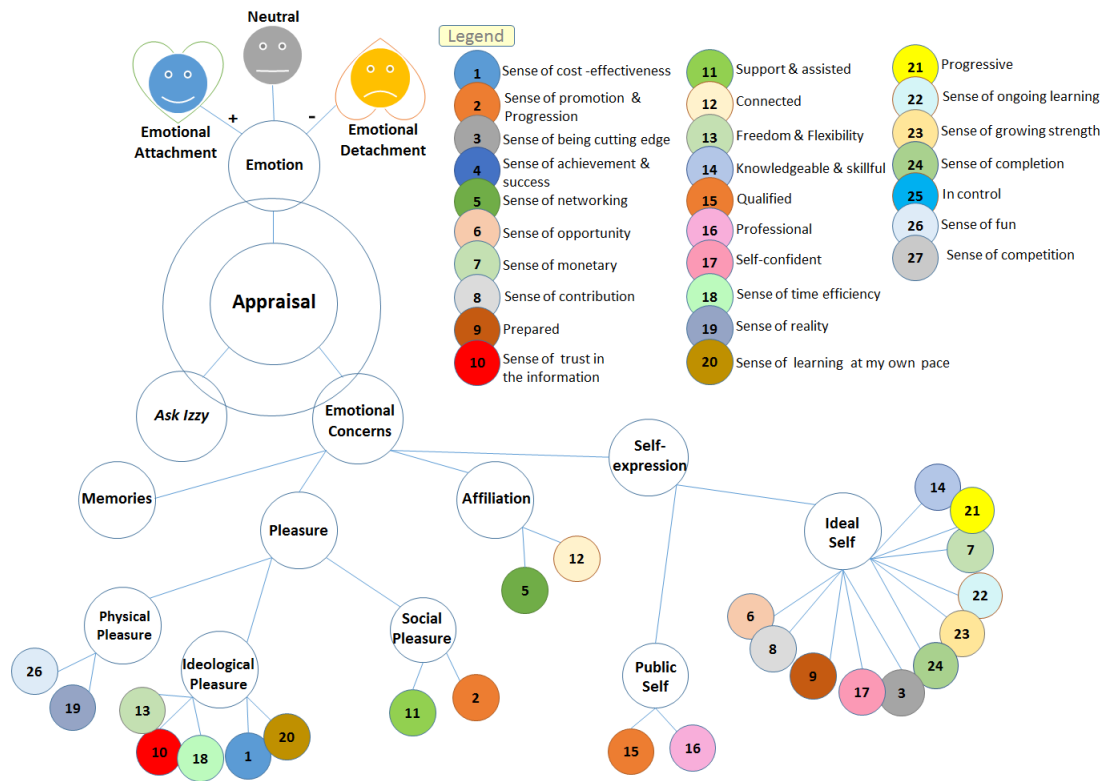 Neutral
+
-
Emotional
Attachment
Emotional
Detachment
Emotion
Appraisal
Ask Izzy
Emotional
Concerns
Legend
1
Sense of cost -effectiveness
2
Sense of promotion &
Progression
3
Sense of being cutting edge
4
Sense of achievement &
success
5
Sense of networking
6
Sense of opportunity
7
Sense of monetary
8
Sense of contribution
9
Prepared
10
Sense of trust in
the information
11
Support & assisted
12
Connected
13
Freedom & Flexibility
14
Knowledgeable & skillful
15
Qualified
16
Professional
17
Self-confident
18
Sense of time efficiency
19
Sense of reality
20
Sense of learning at my own pace
21
Progressive
22
Sense of ongoing learning
23
Sense of growing strength
24
Sense of completion
25
In control
26
Sense of fun
27
Sense of competition
Memories
Pleasure
Affiliation
Self-
expression
5
12
Physical
Pleasure
26
19
Ideological
Pleasure
13
10
18
1
20
Social
Pleasure
11
2
Public
Self
15
16
Ideal
Self
14
21
7
22
23
24
3
17
9
8
6